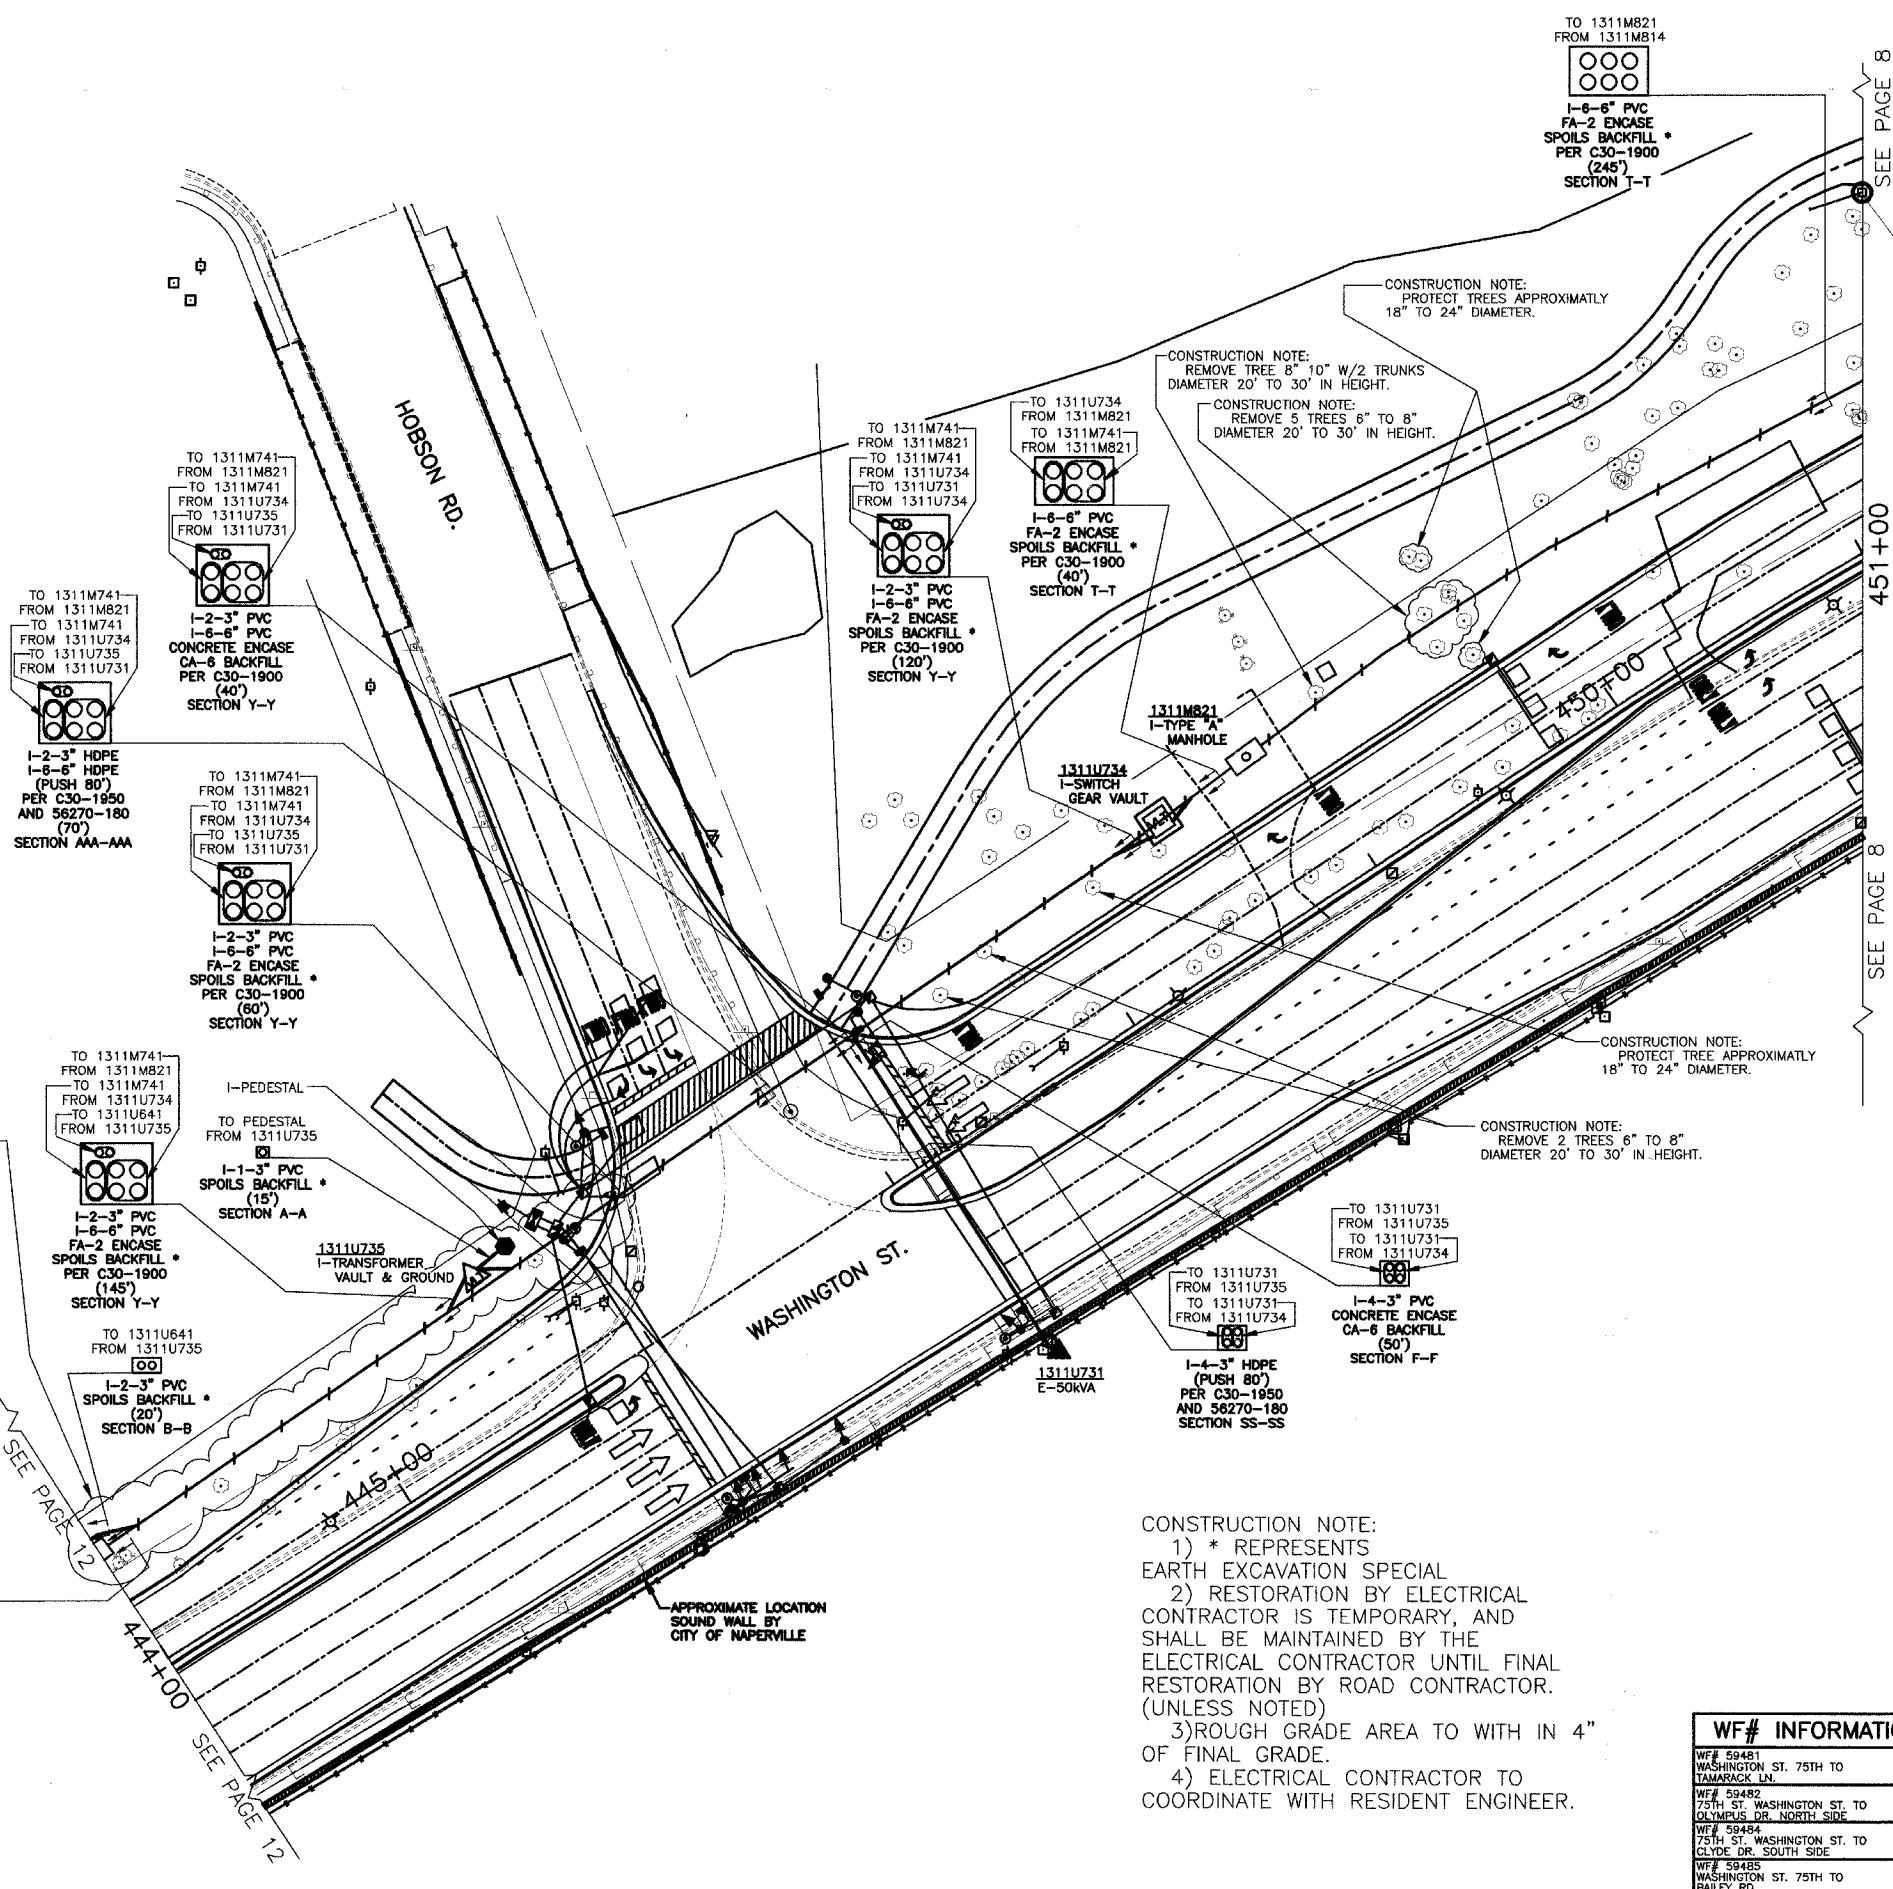 TO 1311M821
FROM 1311M814
I-6-6" PVC
FA-2 ENCASE
SPOILS BACKFILL *
PER C30-1900
(245')
SECTION T-T
SEE PAGE 8
CONSTRUCTION NOTE:
PROTECT TREES APPROXIMATLY
18" TO 24" DIAMETER.
CONSTRUCTION NOTE:
REMOVE TREE 8" 10" W/2 TRUNKS
DIAMETER 20' TO 30' IN HEIGHT.
CONSTRUCTION NOTE:
REMOVE 5 TREES 6" TO 8"
DIAMETER 20' TO 30' IN HEIGHT.
TO 1311U734
FROM 1311M821
TO 1311M741
FROM 1311M821
I-6-6" PVC
FA-2 ENCASE
SPOILS BACKFILL *
PER C30-1900
(40')
SECTION T-T
TO 1311M741
FROM 1311M821
TO 1311M741
FROM 1311U734
TO 1311U731
FROM 1311U734
I-2-3" PVC
I-6-6" PVC
FA-2 ENCASE
SPOILS BACKFILL *
PER C30-1900
(120')
SECTION Y-Y
HOBSON RD.
TO 1311M741
FROM 1311M821
TO 1311M741
FROM 1311U734
TO 1311U735
FROM 1311U731
I-2-3" PVC
I-6-6" PVC
CONCRETE ENCASE
CA-6 BACKFILL
PER C30-1900
(40')
SECTION Y-Y
TO 1311M741
FROM 1311M821
TO 1311M741
FROM 1311U734
TO 1311U735
FROM 1311U731
I-2-3" HDPE
I-6-6" HDPE
(PUSH 80')
PER C30-1950
AND 56270-180
(70')
SECTION AAA-AAA
TO 1311M741
FROM 1311M821
TO 1311M741
FROM 1311U734
TO 1311U735
FROM 1311U731
I-2-3" PVC
I-6-6" PVC
FA-2 ENCASE
SPOILS BACKFILL *
PER C30-1900
(60')
SECTION Y-Y
451+00
450+00
1311M821
I-TYPE "A"
MANHOLE
1311U734
I-SWITCH
GEAR VAULT
SEE PAGE 8
CONSTRUCTION NOTE:
PROTECT TREE APPROXIMATLY
18" TO 24" DIAMETER.
CONSTRUCTION NOTE:
REMOVE 2 TREES 6" TO 8"
DIAMETER 20' TO 30' IN HEIGHT.
TO 1311M741
FROM 1311M821
TO 1311M741
FROM 1311U734
TO 1311U641
FROM 1311U735
I-2-3" PVC
I-6-6" PVC
FA-2 ENCASE
SPOILS BACKFILL *
PER C30-1900
(145')
SECTION Y-Y
I-PEDESTAL
TO PEDESTAL
FROM 1311U735
I-1-3" PVC
SPOILS BACKFILL *
(15')
SECTION A-A
1311U735
I-TRANSFORMER
VAULT & GROUND
TO 1311U641
FROM 1311U735
I-2-3" PVC
SPOILS BACKFILL *
(20')
SECTION B-B
WASHINGTON ST.
TO 1311U731
FROM 1311U735
TO 1311U731
FROM 1311U734
I-4-3" PVC
CONCRETE ENCASE
CA-6 BACKFILL
(50')
SECTION F-F
TO 1311U731
FROM 1311U735
TO 1311U731
FROM 1311U734
I-4-3" HDPE
(PUSH 80')
PER C30-1950
AND 56270-180
SECTION SS-SS
1311U731
E-50kVA
445+00
444+00
SEE PAGE 12
SEE PAGE 12
APPROXIMATE LOCATION
SOUND WALL BY
CITY OF NAPERVILLE
CONSTRUCTION NOTE:
1) * REPRESENTS
EARTH EXCAVATION SPECIAL
2) RESTORATION BY ELECTRICAL
CONTRACTOR IS TEMPORARY, AND
SHALL BE MAINTAINED BY THE
ELECTRICAL CONTRACTOR UNTIL FINAL
RESTORATION BY ROAD CONTRACTOR.
(UNLESS NOTED)
3)ROUGH GRADE AREA TO WITH IN 4"
OF FINAL GRADE.
4) ELECTRICAL CONTRACTOR TO
COORDINATE WITH RESIDENT ENGINEER.
WF# INFORMATIO
WF# 59481
WASHINGTON ST. 75TH TO
TAMARACK LN.
WF# 59482
75TH ST. WASHINGTON ST. TO
OLYMPUS DR. NORTH SIDE
WF# 59484
75TH ST. WASHINGTON ST. TO
CLYDE DR. SOUTH SIDE
WF# 59485
WASHINGTON ST. 75TH TO
BAILEY RD.